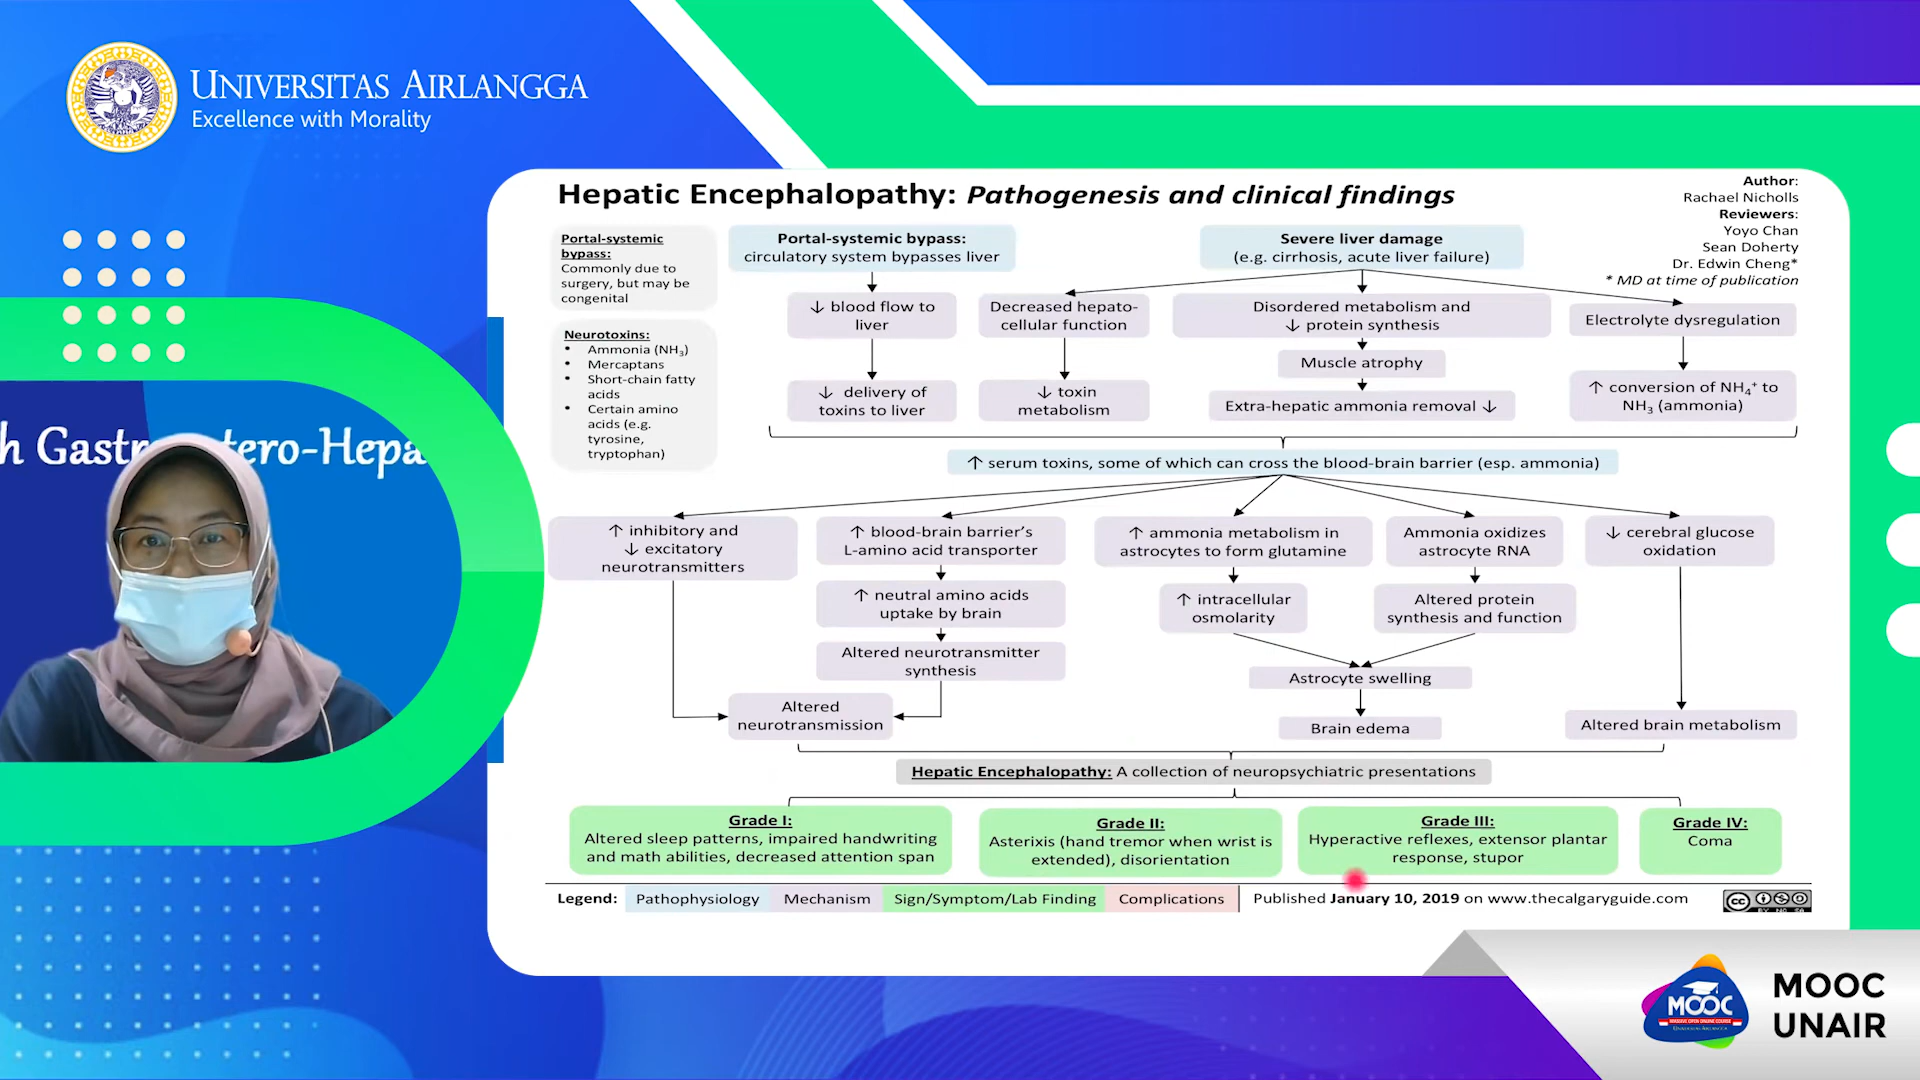 UNIVERSITAS AIRLANGGA
Excellence with Morality
Hepatic Encephalopathy: Pathogenesis and clinical findings
Author:
Rachael Nicholls
Reviewers:
Yoyo Chan
Sean Doherty
Dr. Edwin Cheng*
* MD at time of publication
Portal-systemic
bypass:
Commonly due to
surgery, but may be
congenital
Neurotoxins:
• Ammonia (NH₃)
• Mercaptans
• Short-chain fatty
acids
• Certain amino
acids (e.g.
tyrosine,
tryptophan)
Portal-systemic bypass:
circulatory system bypasses liver
Severe liver damage
(e.g. cirrhosis, acute liver failure)
↓ blood flow to
liver
Decreased hepato-
cellular function
Disordered metabolism and
↓ protein synthesis
Electrolyte dysregulation
Muscle atrophy
↓ delivery of
toxins to liver
↓ toxin
metabolism
Extra-hepatic ammonia removal ↓
↑ conversion of NH₄⁺ to
NH₃ (ammonia)
↑ serum toxins, some of which can cross the blood-brain barrier (esp. ammonia)
↑ inhibitory and
↓ excitatory
neurotransmitters
↑ blood-brain barrier's
L-amino acid transporter
↑ ammonia metabolism in
astrocytes to form glutamine
Ammonia oxidizes
astrocyte RNA
↓ cerebral glucose
oxidation
↑ neutral amino acids
uptake by brain
↑ intracellular
osmolarity
Altered protein
synthesis and function
Altered neurotransmitter
synthesis
Astrocyte swelling
Altered
neurotransmission
Brain edema
Altered brain metabolism
Hepatic Encephalopathy: A collection of neuropsychiatric presentations
Grade I:
Altered sleep patterns, impaired handwriting
and math abilities, decreased attention span
Grade II:
Asterixis (hand tremor when wrist is
extended), disorientation
Grade III:
Hyperactive reflexes, extensor plantar
response, stupor
Grade IV:
Coma
Legend: Pathophysiology Mechanism Sign/Symptom/Lab Finding Complications Published January 10, 2019 on www.thecalgaryguide.com
cc BY NC SA
h Gastr tero-Hepa
MOOC
MOOC
UNAIR